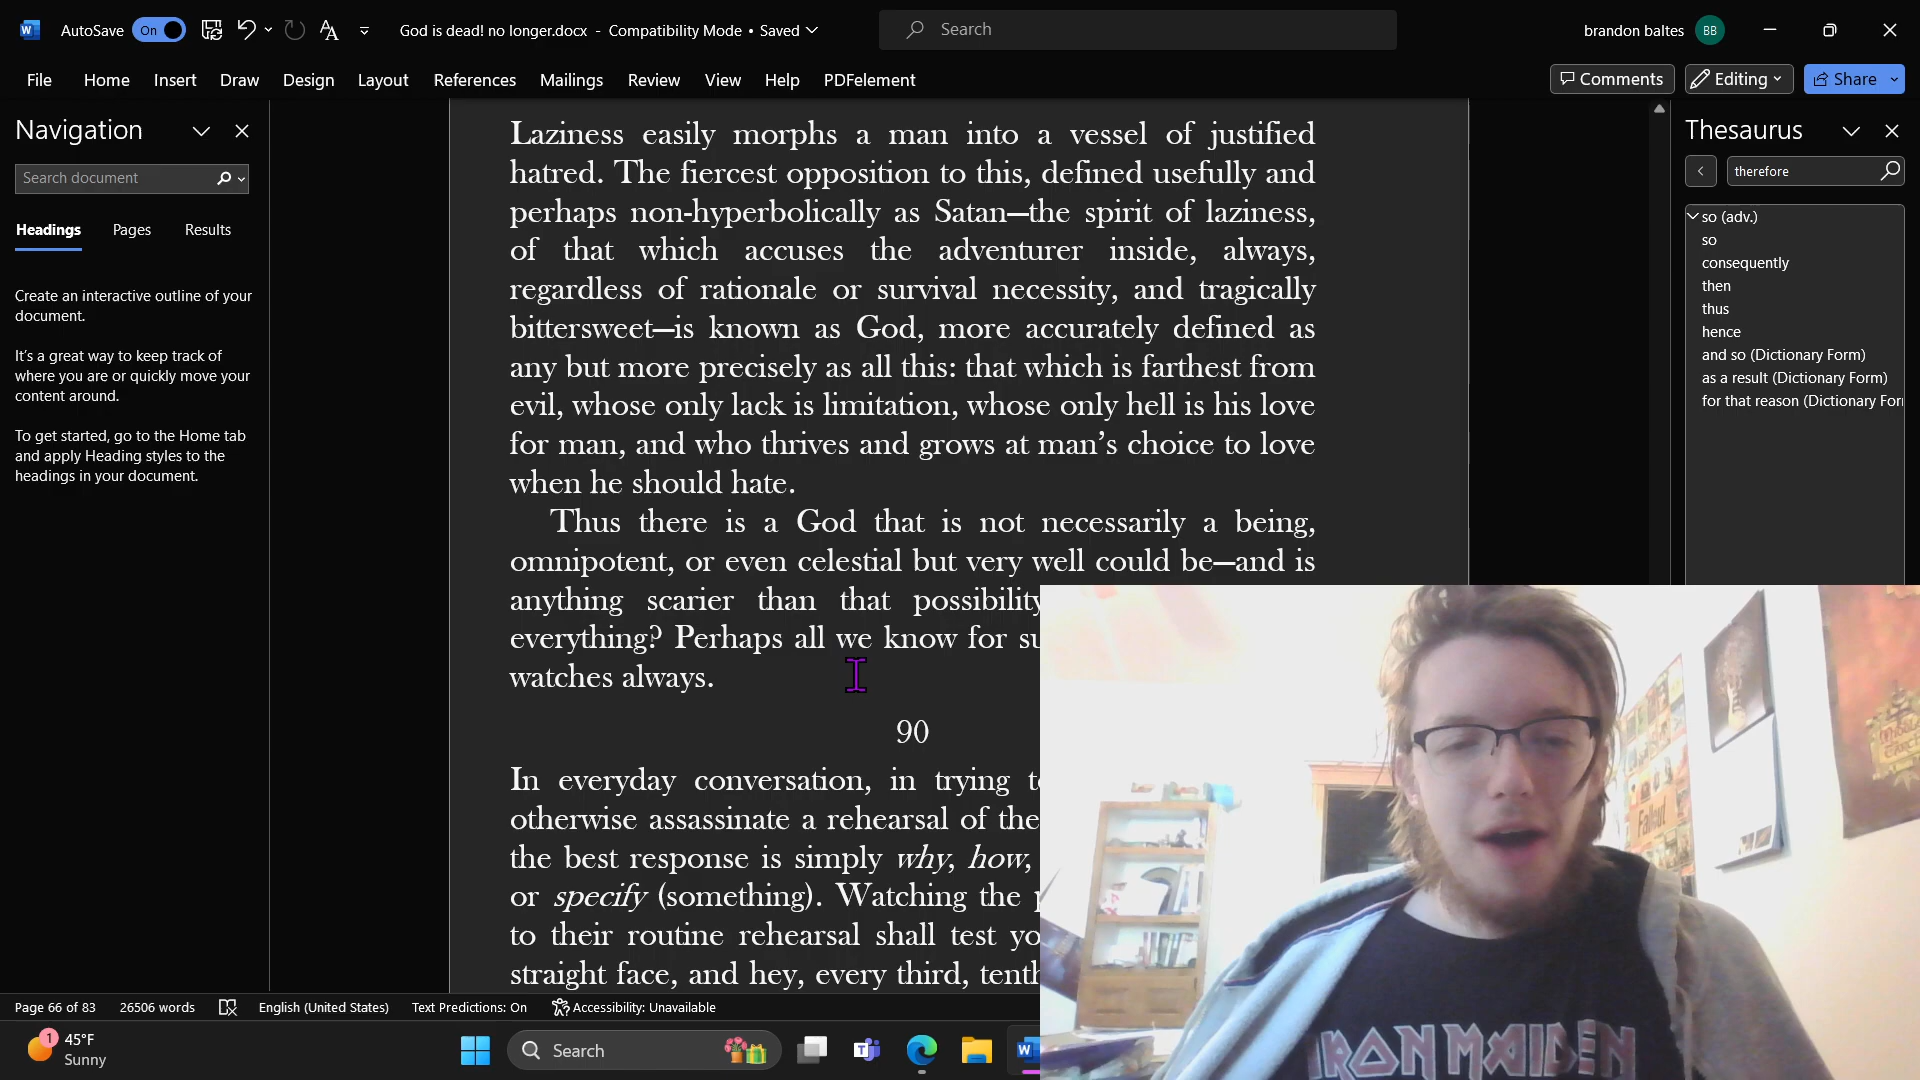 AutoSave On God is dead! no longer.docx - Compatibility Mode • Saved Search brandon baltes BB
File Home Insert Draw Design Layout References Mailings Review View Help PDFelement Comments Editing Share
Navigation
Search document
Headings Pages Results
Create an interactive outline of your
document.
It's a great way to keep track of
where you are or quickly move your
content around.
To get started, go to the Home tab
and apply Heading styles to the
headings in your document.
Laziness easily morphs a man into a vessel of justified
hatred. The fiercest opposition to this, defined usefully and
perhaps non-hyperbolically as Satan—the spirit of laziness,
of that which accuses the adventurer inside, always,
regardless of rationale or survival necessity, and tragically
bittersweet—is known as God, more accurately defined as
any but more precisely as all this: that which is farthest from
evil, whose only lack is limitation, whose only hell is his love
for man, and who thrives and grows at man's choice to love
when he should hate.
Thus there is a God that is not necessarily a being,
omnipotent, or even celestial but very well could be—and is
anything scarier than that possibility
everything? Perhaps all we know for su
watches always.
90
In everyday conversation, in trying to
otherwise assassinate a rehearsal of the
the best response is simply why, how,
or specify (something). Watching the p
to their routine rehearsal shall test yo
straight face, and hey, every third, tenth
Thesaurus
therefore
so (adv.)
so
consequently
then
thus
hence
and so (Dictionary Form)
as a result (Dictionary Form)
for that reason (Dictionary For
Fallout
IRON MAIDEN
Page 66 of 83 26506 words English (United States) Text Predictions: On Accessibility: Unavailable
1 45°F
Sunny
Search